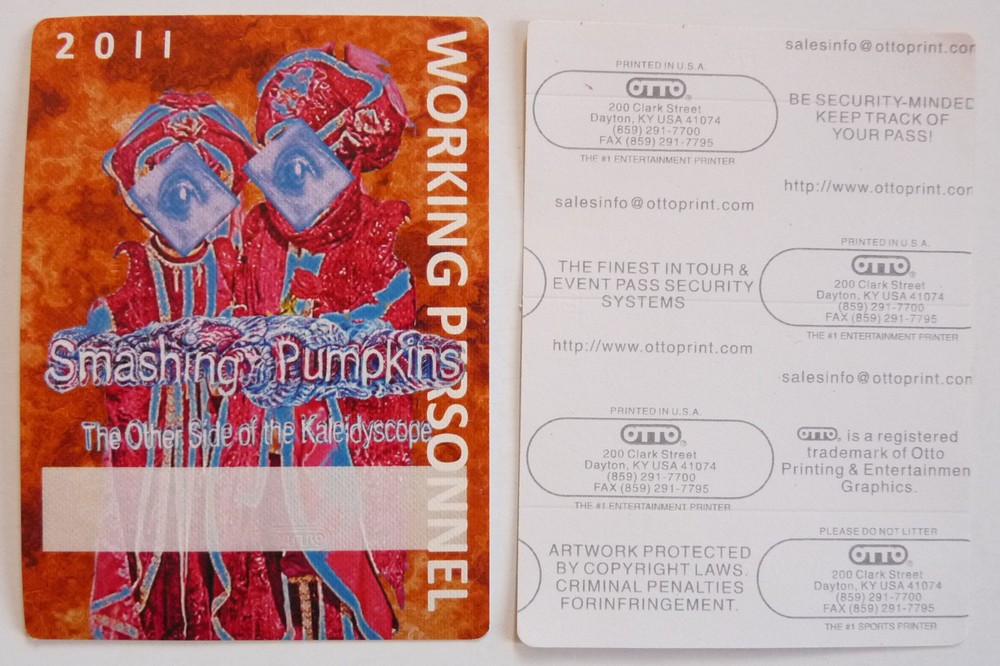 2011
WORKING PERSONNEL
Smashing Pumpkins
The Other Side of the Kaleidyscope
salesinfo@ottoprint.cor
PRINTED IN U.S.A.
OTTO®
200 Clark Street
Dayton, KY USA 41074
(859) 291-7700
FAX (859) 291-7795
THE #1 ENTERTAINMENT PRINTER
BE SECURITY-MINDED
KEEP TRACK OF
YOUR PASS!
http://www.ottoprint.cor
salesinfo@ottoprint.com
PRINTED IN U.S.A.
OTTO®
200 Clark Street
Dayton, KY USA 41074
(859) 291-7700
FAX (859) 291-7795
THE #1 ENTERTAINMENT PRINTER
THE FINEST IN TOUR &
EVENT PASS SECURITY
SYSTEMS
http://www.ottoprint.com
salesinfo@ottoprint.con
PRINTED IN U.S.A.
OTTO®
200 Clark Street
Dayton, KY USA 41074
(859) 291-7700
FAX (859) 291-7795
THE #1 ENTERTAINMENT PRINTER
OTTO® is a registered
trademark of Otto
Printing & Entertainmen
Graphics.
PLEASE DO NOT LITTER
OTTO®
200 Clark Street
Dayton, KY USA 41074
(859) 291-7700
FAX (859) 291-7795
THE #1 SPORTS PRINTER
ARTWORK PROTECTED
BY COPYRIGHT LAWS.
CRIMINAL PENALTIES
FOR INFRINGEMENT.